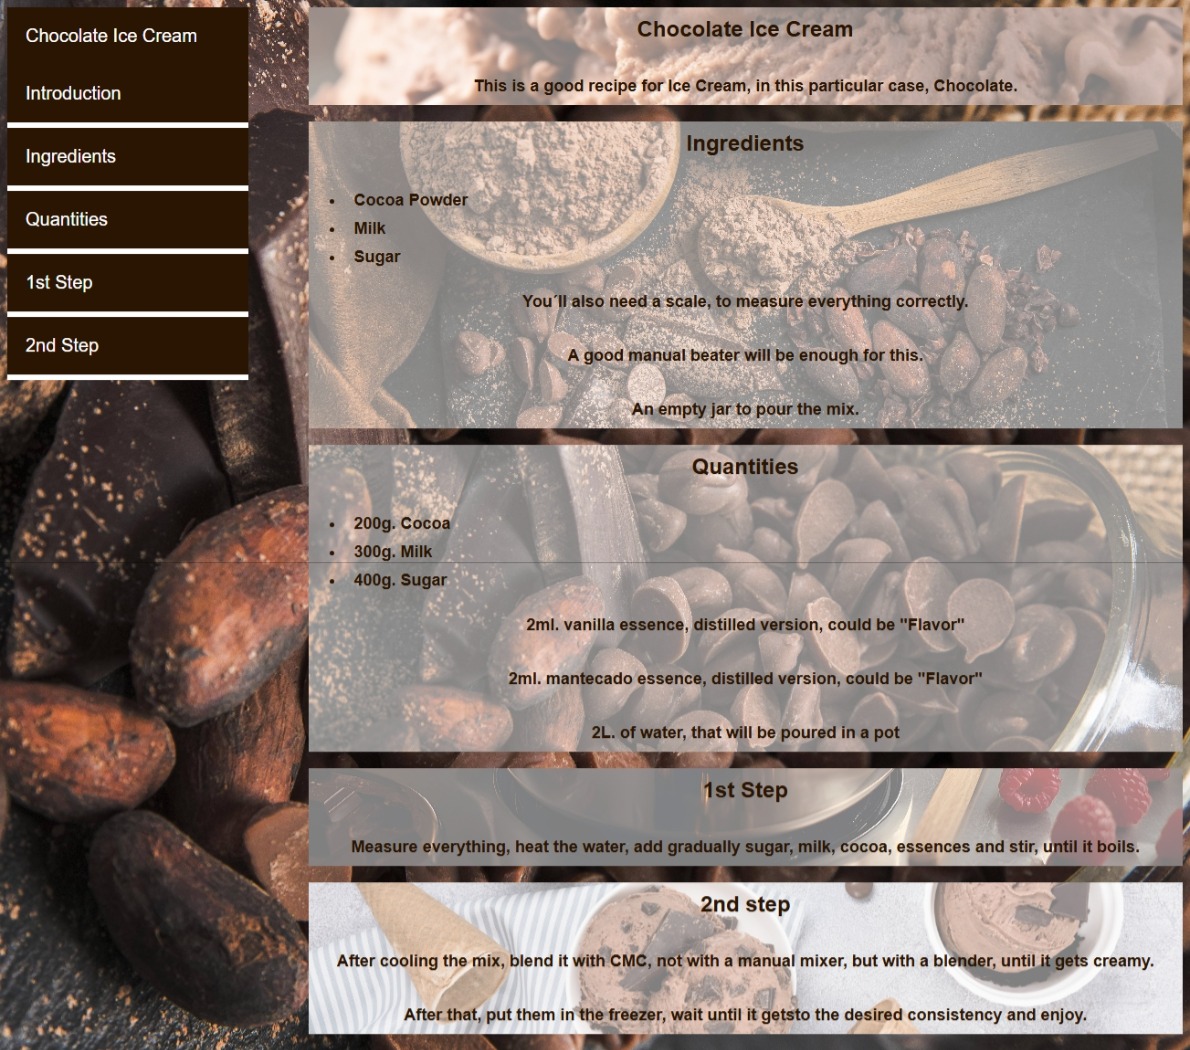 Chocolate Ice Cream
Introduction
Ingredients
Quantities
1st Step
2nd Step
Chocolate Ice Cream
This is a good recipe for Ice Cream, in this particular case, Chocolate.
Ingredients
• Cocoa Powder
• Milk
• Sugar
You´ll also need a scale, to measure everything correctly.
A good manual beater will be enough for this.
An empty jar to pour the mix.
Quantities
• 200g. Cocoa
• 300g. Milk
• 400g. Sugar
2ml. vanilla essence, distilled version, could be "Flavor"
2ml. mantecado essence, distilled version, could be "Flavor"
2L. of water, that will be poured in a pot
1st Step
Measure everything, heat the water, add gradually sugar, milk, cocoa, essences and stir, until it boils.
2nd step
After cooling the mix, blend it with CMC, not with a manual mixer, but with a blender, until it gets creamy.
After that, put them in the freezer, wait until it getsto the desired consistency and enjoy.